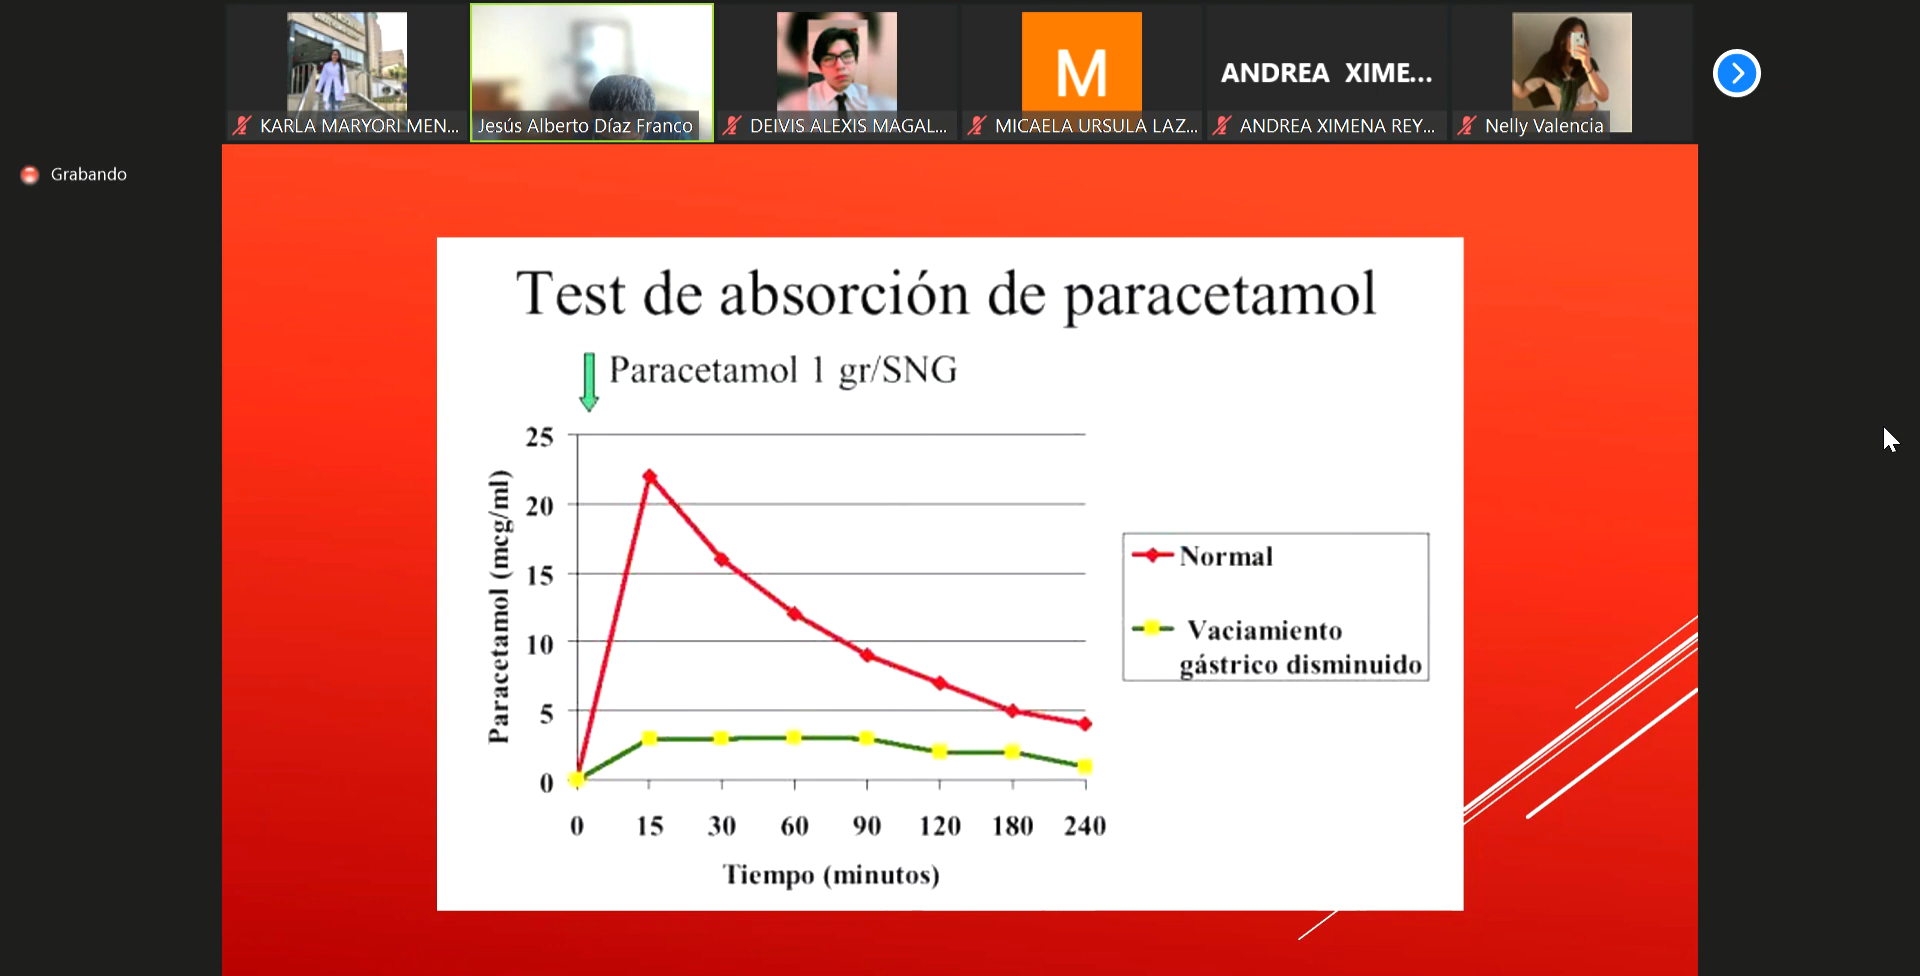 M
ANDREA XIME...
KARLA MARYORI MEN...
Jesús Alberto Díaz Franco
DEIVIS ALEXIS MAGAL...
MICAELA URSULA LAZ...
ANDREA XIMENA REY...
Nelly Valencia
Grabando
Test de absorción de paracetamol
Paracetamol 1 gr/SNG
Paracetamol (mcg/ml)
25
20
15
10
5
0
0 15 30 60 90 120 180 240
Tiempo (minutos)
Normal
Vaciamiento
gástrico disminuido